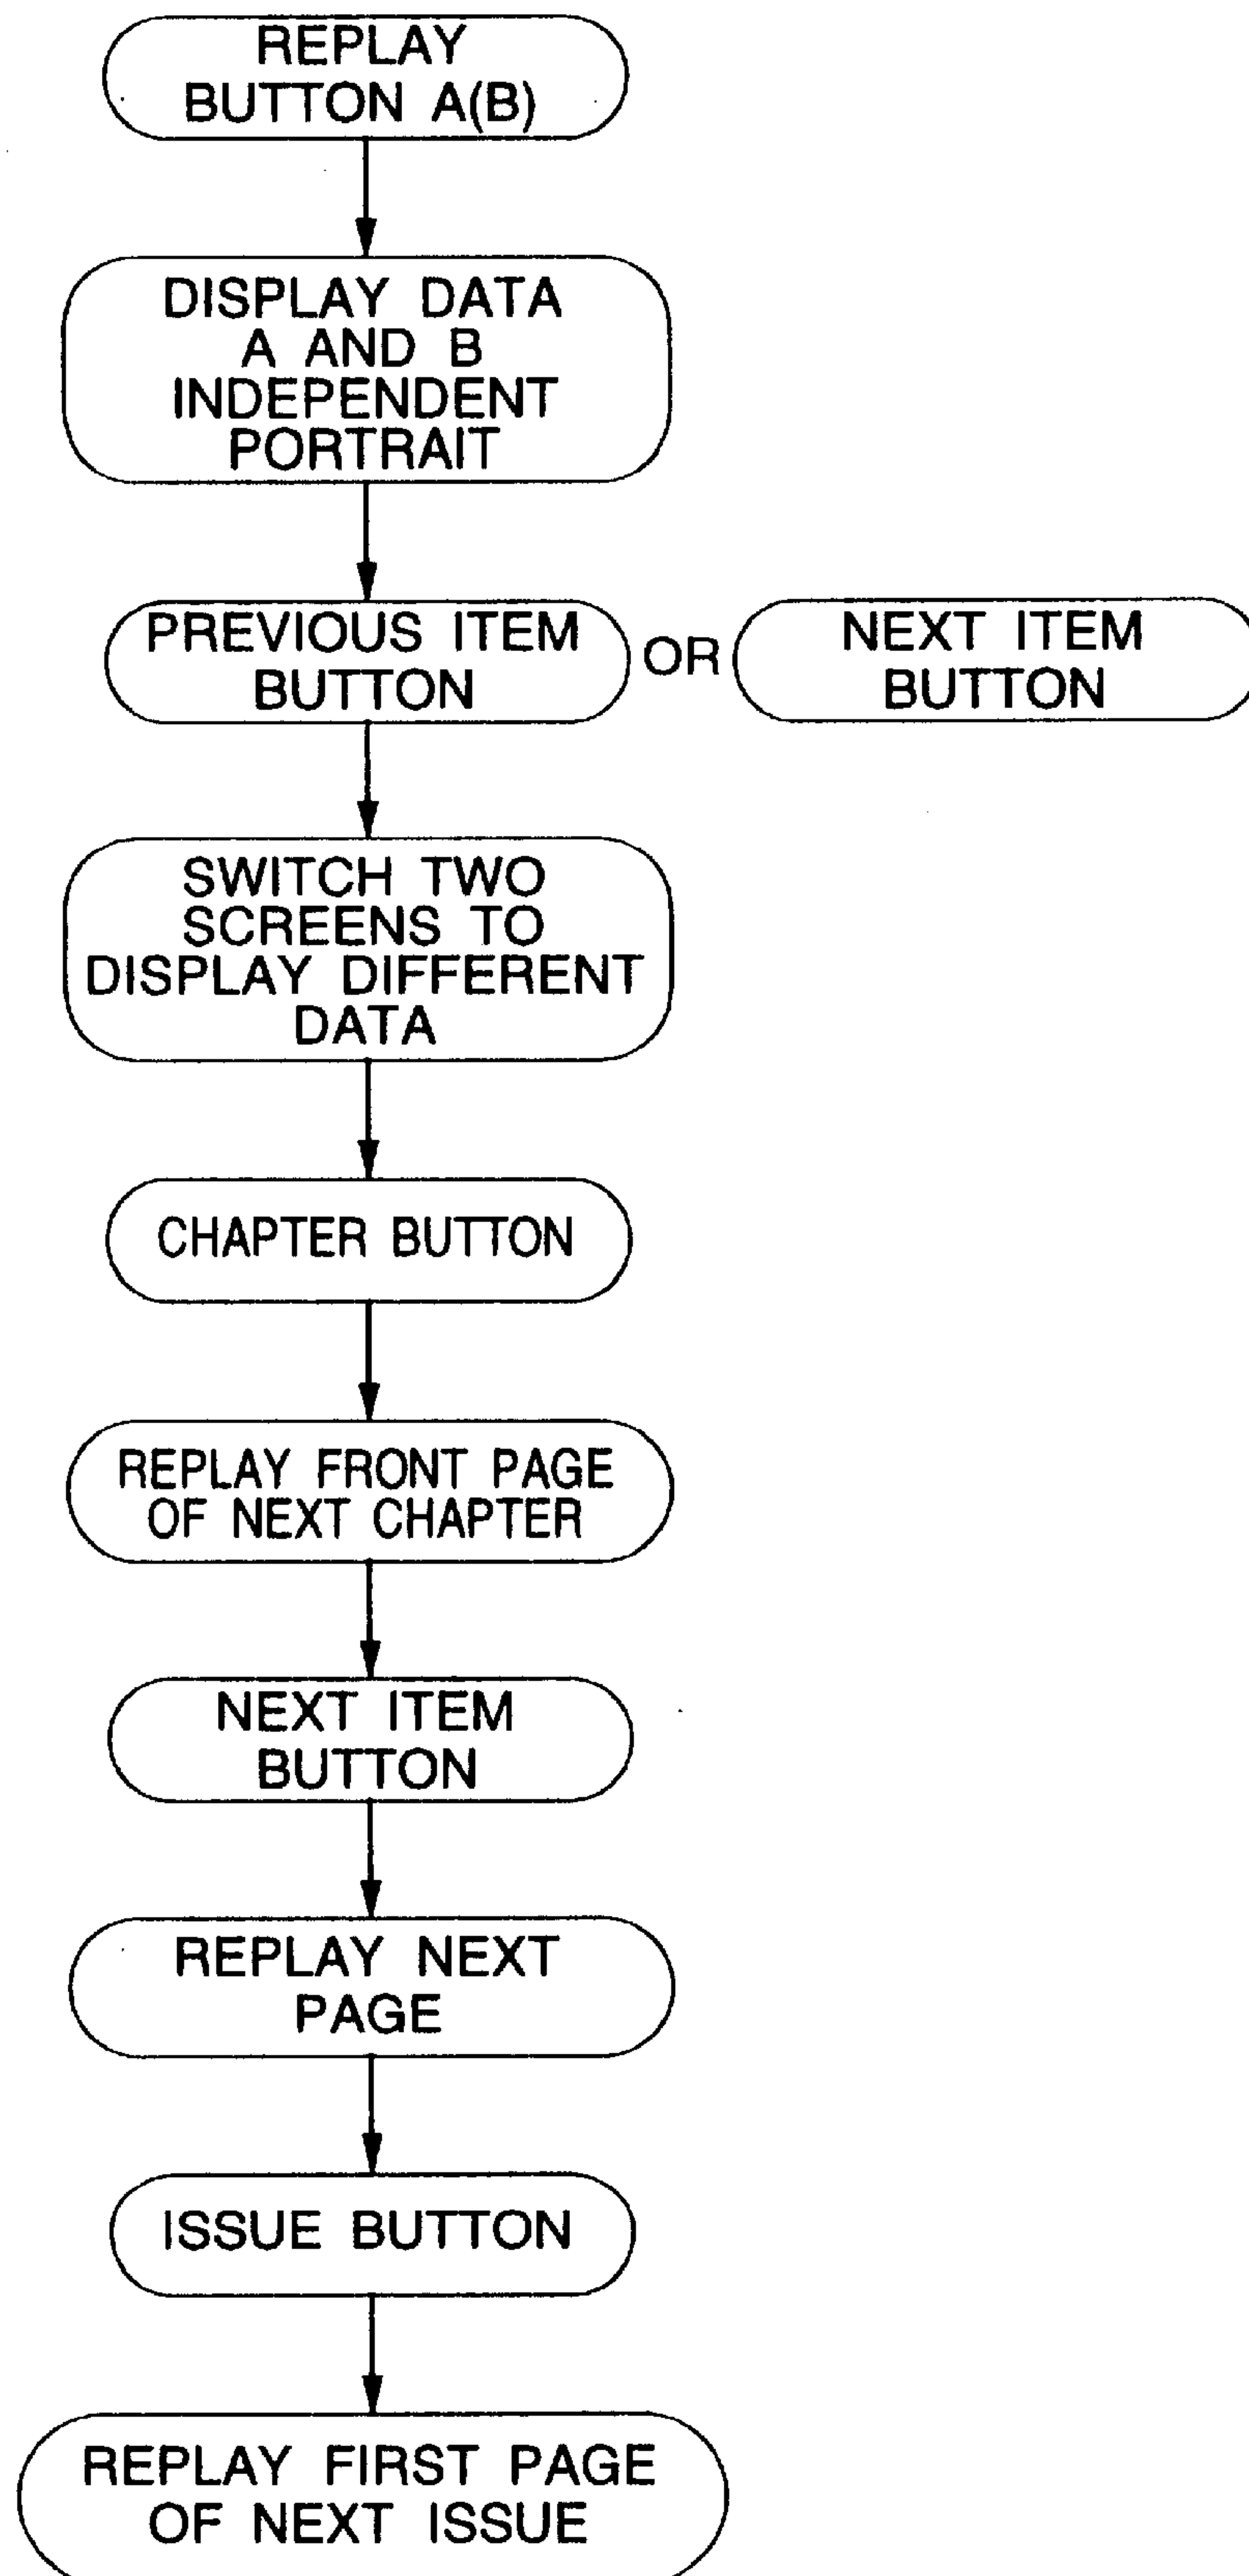 REPLAY
BUTTON A(B)
DISPLAY DATA
A AND B
INDEPENDENT
PORTRAIT
PREVIOUS ITEM
BUTTON
OR
NEXT ITEM
BUTTON
SWITCH TWO
SCREENS TO
DISPLAY DIFFERENT
DATA
CHAPTER BUTTON
REPLAY FRONT PAGE
OF NEXT CHAPTER
NEXT ITEM
BUTTON
REPLAY NEXT
PAGE
ISSUE BUTTON
REPLAY FIRST PAGE
OF NEXT ISSUE